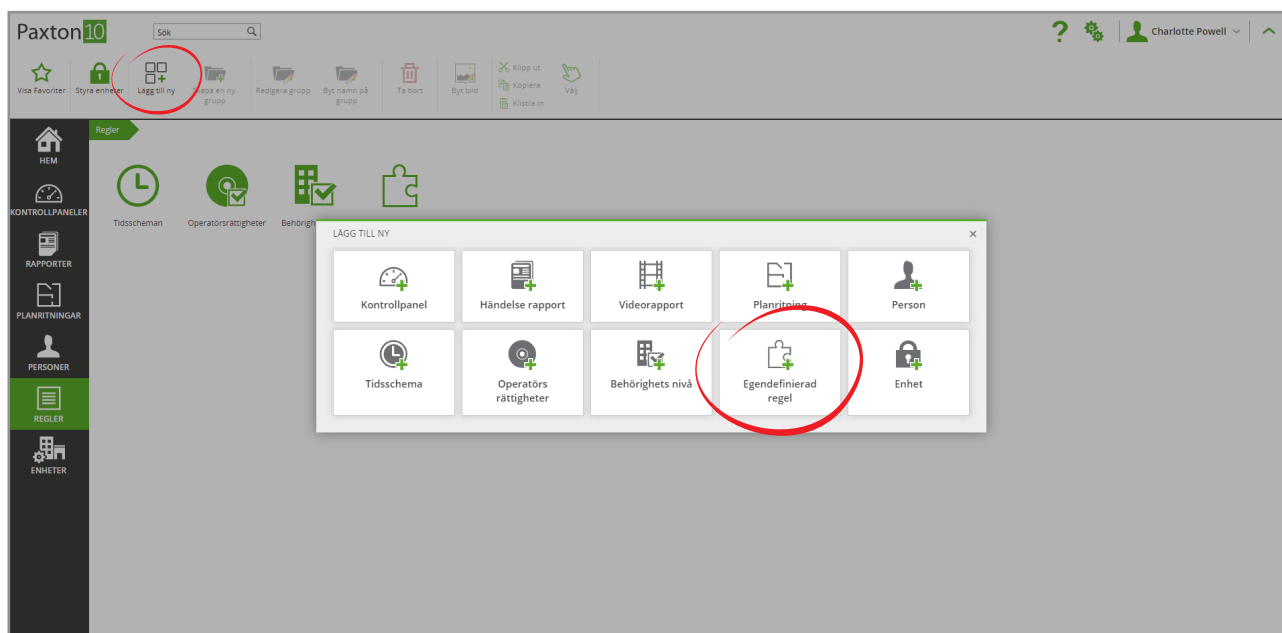 Paxton 10
Sök
Charlotte Powell
Visa Favoriter
Styra enheter
Lägg till ny
Skapa en ny
grupp
Redigera grupp
Byt namn på
grupp
Ta bort
Byt bild
Klipp ut
Kopiera
Klistra in
Välj
HEM
KONTROLLPANELER
RAPPORTER
PLANRITNINGAR
PERSONER
REGLER
ENHETER
Regler
Tidsscheman
Operatörsrättigheter
Behörigh
LÄGG TILL NY
Kontrollpanel
Händelse rapport
Videorapport
Planritning
Person
Tidsschema
Operatörs
rättigheter
Behörighets nivå
Egendefinierad
regel
Enhet